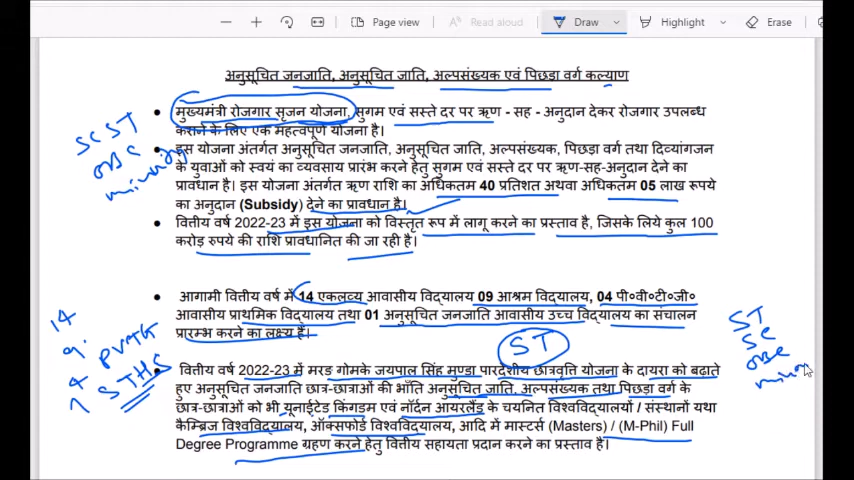 Page view
Read aloud
Draw
Highlight
Erase
अनुसूचित जनजाति, अनुसूचित जाति, अल्पसंख्यक एवं पिछड़ा वर्ग कल्याण
मुख्यमंत्री रोजगार सृजन योजना, सुगम एवं सस्ते दर पर ऋण - सह - अनुदान देकर रोजगार उपलब्ध
कराने के लिए एक महत्वपूर्ण योजना है।
इस योजना अंतर्गत अनुसूचित जनजाति, अनुसूचित जाति, अल्पसंख्यक, पिछड़ा वर्ग तथा दिव्यांगजन
के युवाओं को स्वयं का व्यवसाय प्रारंभ करने हेतु सुगम एवं सस्ते दर पर ऋण-सह-अनुदान देने का
प्रावधान है। इस योजना अंतर्गत ऋण राशि का अधिकतम 40 प्रतिशत अथवा अधिकतम 05 लाख रूपये
का अनुदान (Subsidy) देने का प्रावधान है।
SC ST
OBC
वित्तीय वर्ष 2022-23 में इस योजना को विस्तृत रूप में लागू करने का प्रस्ताव है, जिसके लिये कुल 100
करोड़ रुपये की राशि प्रावधानित की जा रही है।
आगामी वित्तीय वर्ष में 14 एकलव्य आवासीय विद्यालय 09 आश्रम विद्यालय, 04 पी०वी०टी०जी०
आवासीय प्राथमिक विद्यालय तथा 01 अनुसूचित जनजाति आवासीय उच्च विद्यालय का संचालन
प्रारम्भ करने का लक्ष्य है।
14
9
4 PVTG
1 STHS
ST
ST
SC
OBC
वित्तीय वर्ष 2022-23 में मरङ गोमके जयपाल सिंह मुण्डा पारदेशीय छात्रवृत्ति योजना के दायरा को बढ़ाते
हुए अनुसूचित जनजाति छात्र-छात्राओं की भाँति अनुसूचित जाति, अल्पसंख्यक तथा पिछड़ा वर्ग के
छात्र-छात्राओं को भी यूनाईटेड किंगडम एवं नॉर्दन आयरलैंड के चयनित विश्वविद्यालयों / संस्थानों यथा
कैम्ब्रिज विश्वविद्यालय, ऑक्सफोर्ड विश्वविद्यालय, आदि में मास्टर्स (Masters) / (M-Phil) Full
Degree Programme ग्रहण करने हेतु वित्तीय सहायता प्रदान करने का प्रस्ताव है।